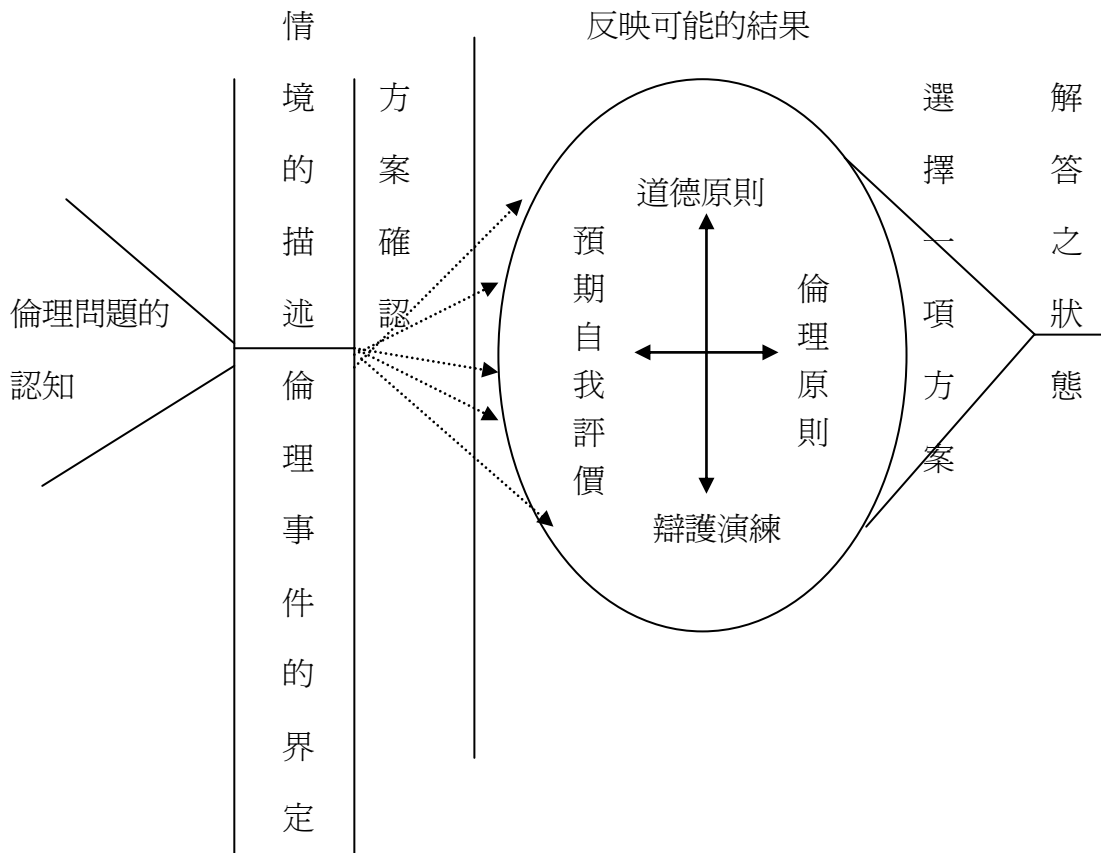 倫理問題的
認知
情境的描述
倫理事件的界定
方案確認
反映可能的結果
道德原則
預期自我評價
倫理原則
辯護演練
選擇一項方案
解答之狀態